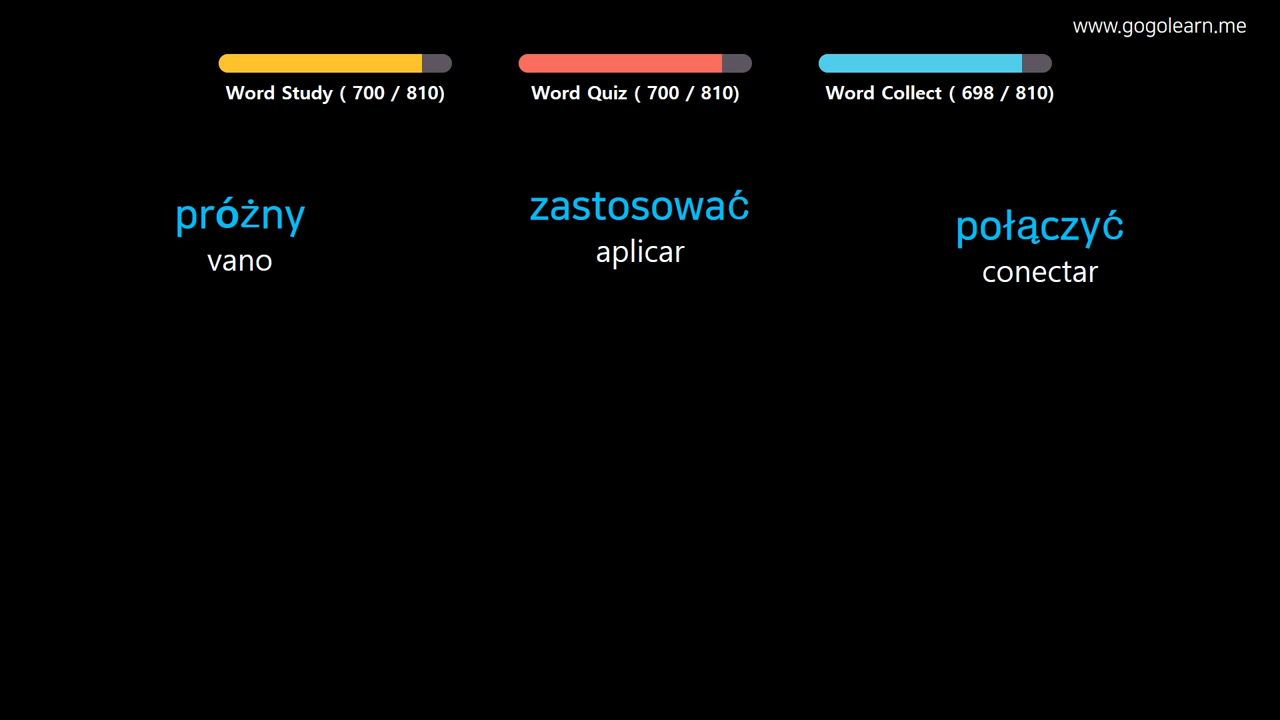 www.gogolearn.me
Word Study ( 700 / 810)
Word Quiz ( 700 / 810)
Word Collect ( 698 / 810)
próżny
vano
zastosować
aplicar
połączyć
conectar